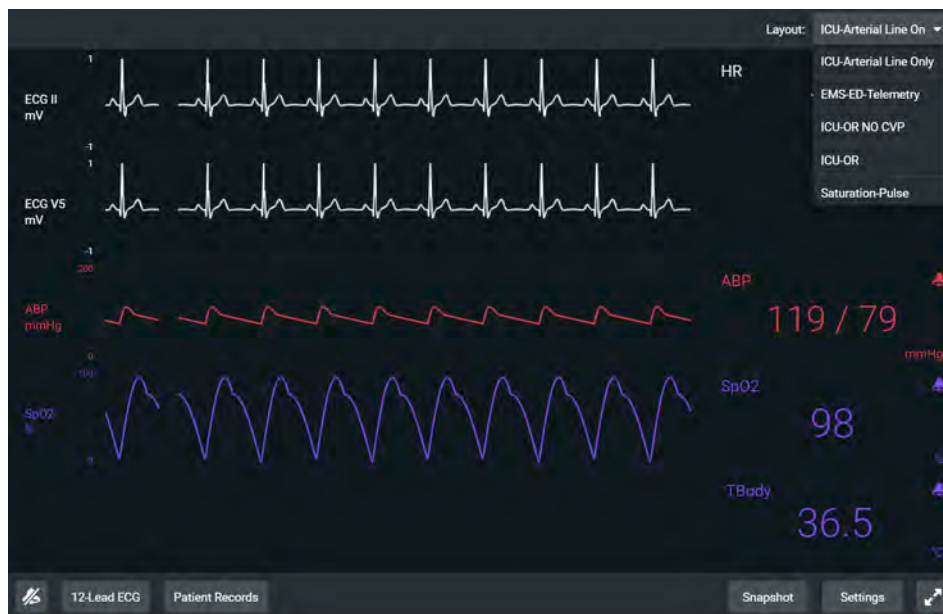 Layout: ICU-Arterial Line On
ICU-Arterial Line Only
EMS-ED-Telemetry
ICU-OR NO CVP
ICU-OR
Saturation-Pulse
HR
1
ECG II
mV
-1
1
ECG V5
mV
-1
200
ABP
mmHg
0
100
SpO2
%
0
ABP
119 / 79
mmHg
SpO2
98
%
TBody
36.5
°C
12-Lead ECG
Patient Records
Snapshot
Settings